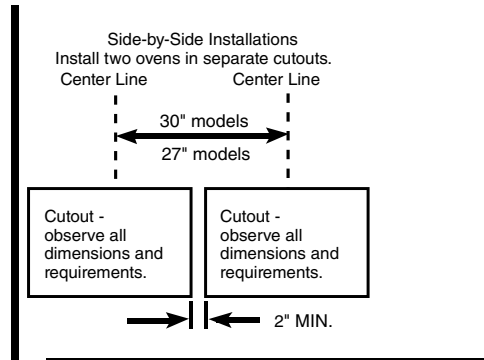 Side-by-Side Installations
Install two ovens in separate cutouts.
Center Line Center Line
30" models
27" models
Cutout -
observe all
dimensions and
requirements.
Cutout -
observe all
dimensions and
requirements.
2" MIN.